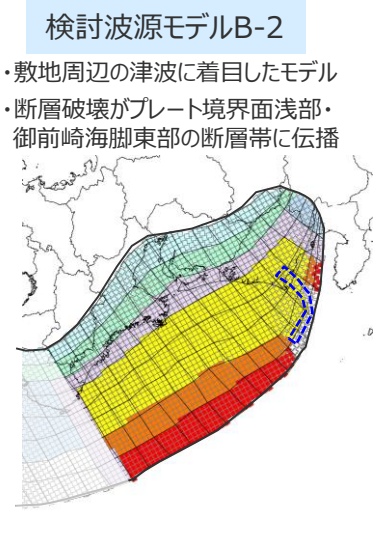 検討波源モデルB-2
・敷地周辺の津波に着目したモデル
・断層破壊がプレート境界面浅部・
御前崎海脚東部の断層帯に伝播